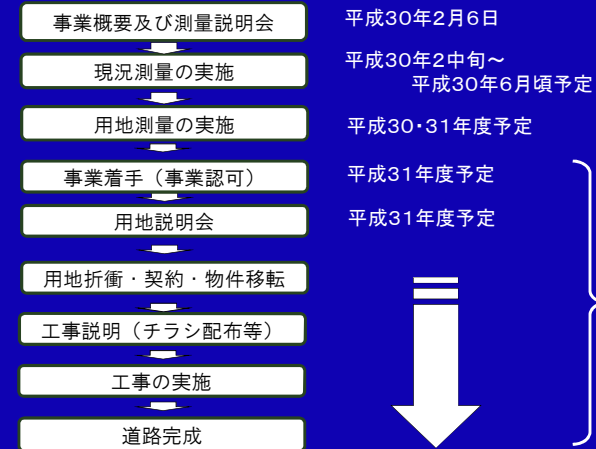 事業概要及び測量説明会 平成30年2月6日
現況測量の実施 平成30年2中旬～
平成30年6月頃予定
用地測量の実施 平成30・31年度予定
事業着手（事業認可） 平成31年度予定
用地説明会 平成31年度予定
用地折衝・契約・物件移転
工事説明（チラシ配布等）
工事の実施
道路完成